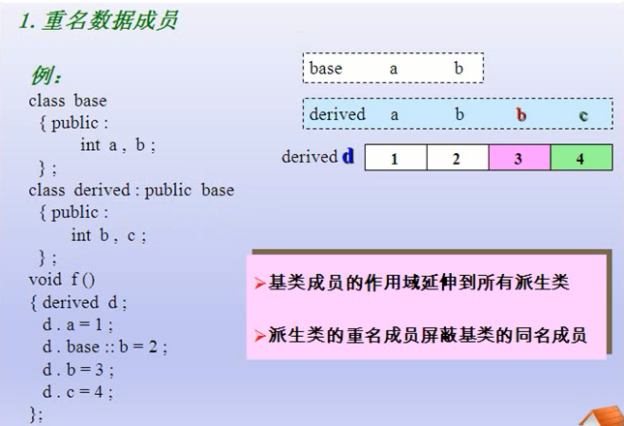 1. 重名数据成员
例：
class base
{ public :
int a , b ;
} ;
class derived : public base
{ public :
int b , c ;
} ;
void f ()
{ derived d ;
d . a = 1 ;
d . base :: b = 2 ;
d . b = 3 ;
d . c = 4 ;
};
base a b
derived a b b c
derived d 1 2 3 4
➢基类成员的作用域延伸到所有派生类
➢派生类的重名成员屏蔽基类的同名成员